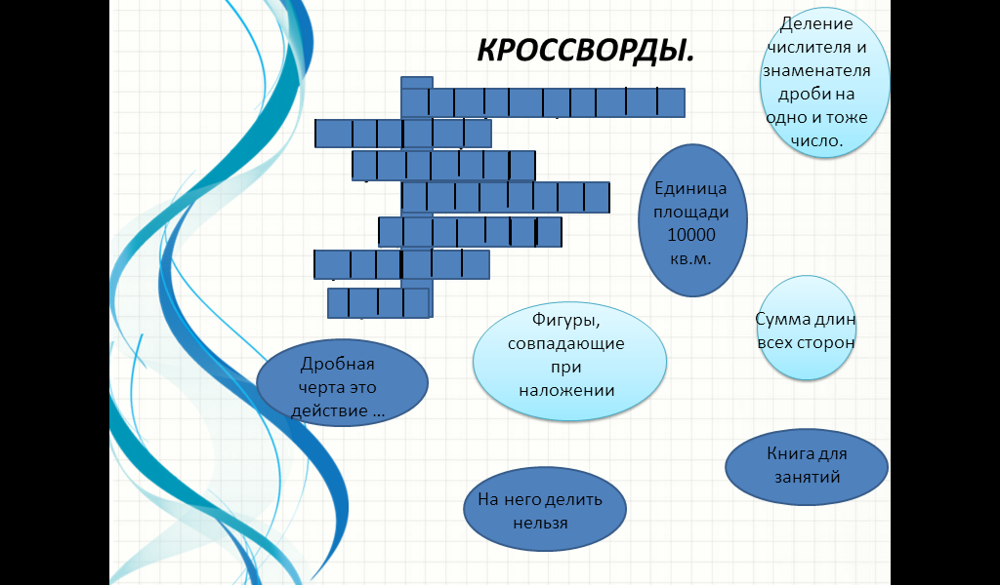 КРОССВОРДЫ.
Деление
числителя и
знаменателя
дроби на
одно и тоже
число.
Единица
площади
10000
кв.м.
Сумма длин
всех сторон
Фигуры,
совпадающие
при
наложении
Дробная
черта это
действие ...
Книга для
занятий
На него делить
нельзя